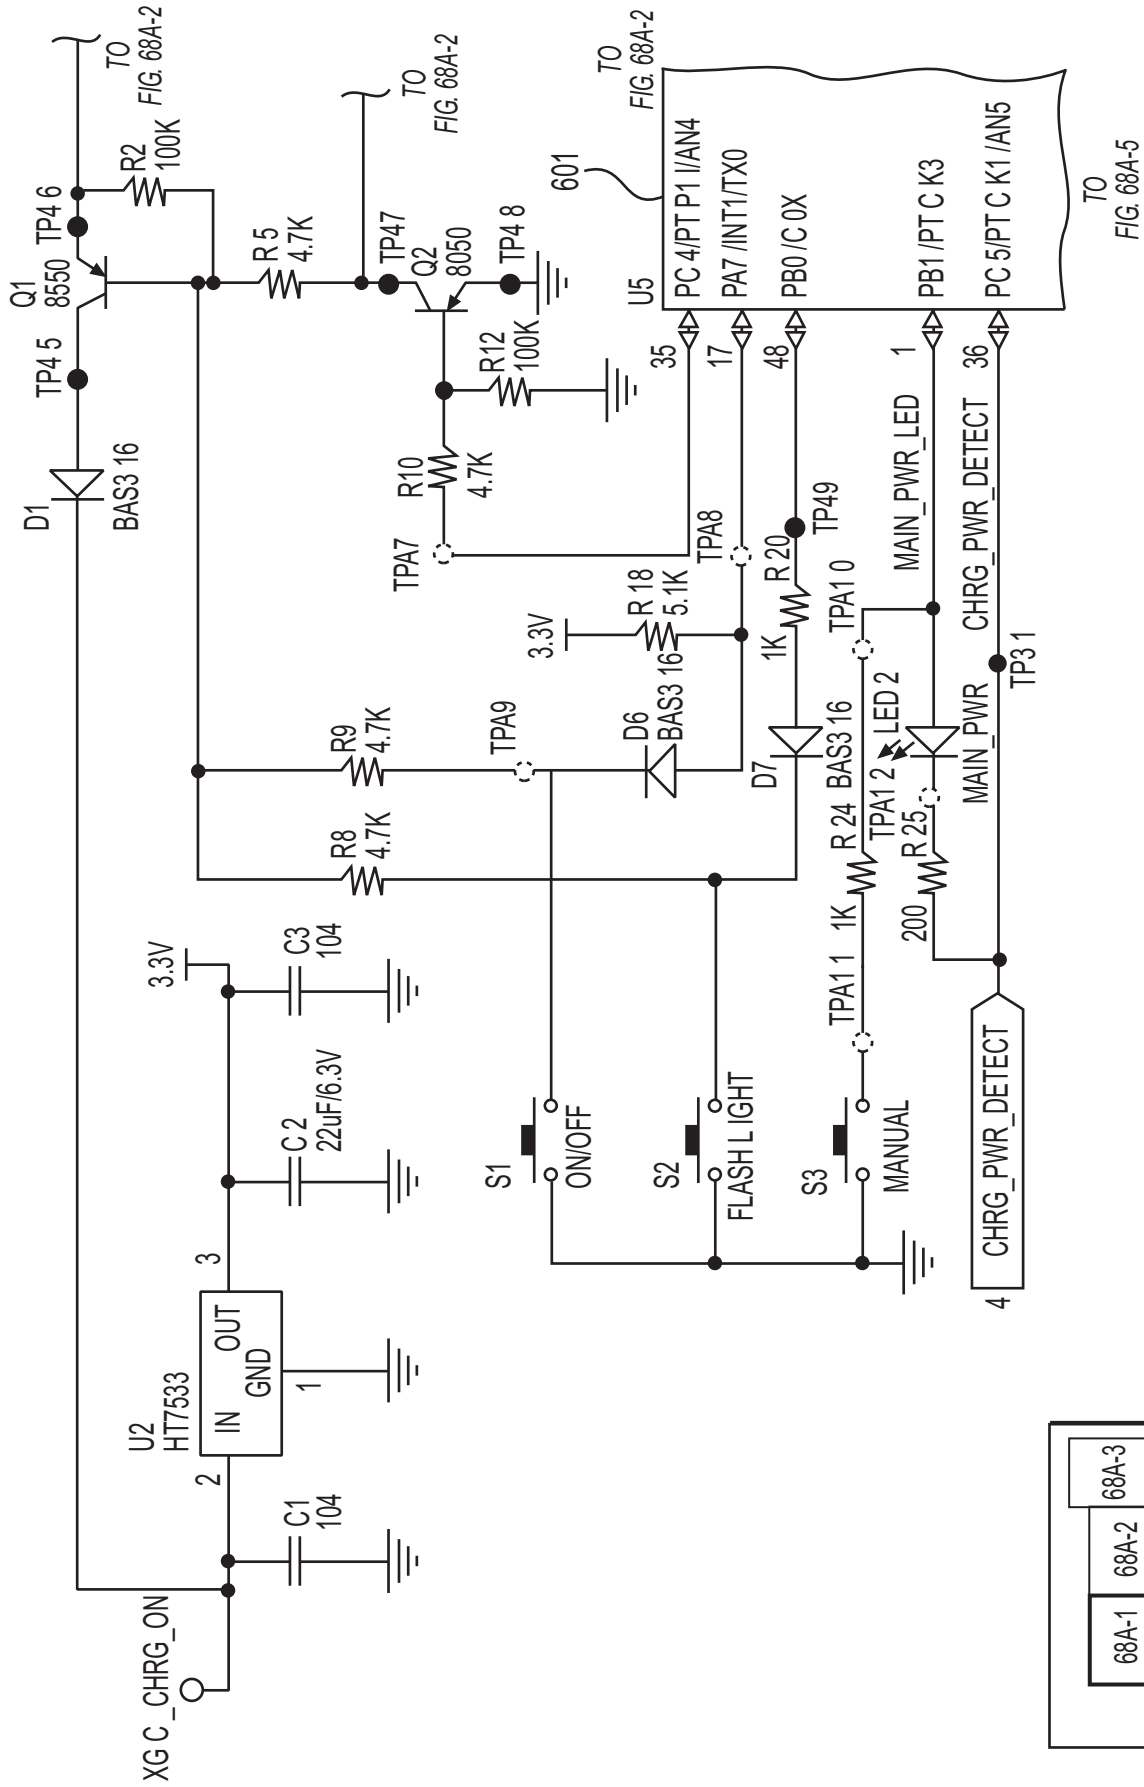 XG C _CHRG_ON
U2
HT7533
IN
OUT
GND
2
3
1
C1
104
C 2
22uF/6.3V
C3
104
3.3V
D1
BAS3 16
TP4 5
Q1
8550
TP4 6
R2
100K
TO
FIG. 68A-2
R 5
4.7K
TP47
Q2
8050
TP4 8
TO
FIG. 68A-2
R10
4.7K
R12
100K
TPA7
R8
4.7K
R9
4.7K
TPA9
D6
BAS3 16
3.3V
R 18
5.1K
TPA8
D7
BAS3 16
1K
R 20
TP49
S1
ON/OFF
S2
FLASH L IGHT
S3
MANUAL
TPA1 1
1K
R 24
TPA1 0
200
R 25
TPA1 2
LED 2
MAIN_PWR
MAIN_PWR_LED
CHRG_PWR_DETECT
TP3 1
4
CHRG_PWR_DETECT
35
17
48
1
36
U5
601
TO
FIG. 68A-2
PC 4/PT P1 I/AN4
PA7 /INT1/TX0
PB0 /C 0X
PB1 /PT C K3
PC 5/PT C K1 /AN5
TO
FIG. 68A-5
68A-1
68A-2
68A-3